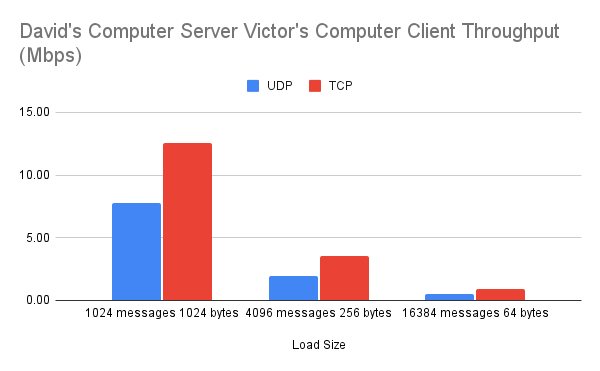 David's Computer Server Victor's Computer Client Throughput
(Mbps)
UDP TCP
15.00
10.00
5.00
0.00
1024 messages 1024 bytes 4096 messages 256 bytes 16384 messages 64 bytes
Load Size